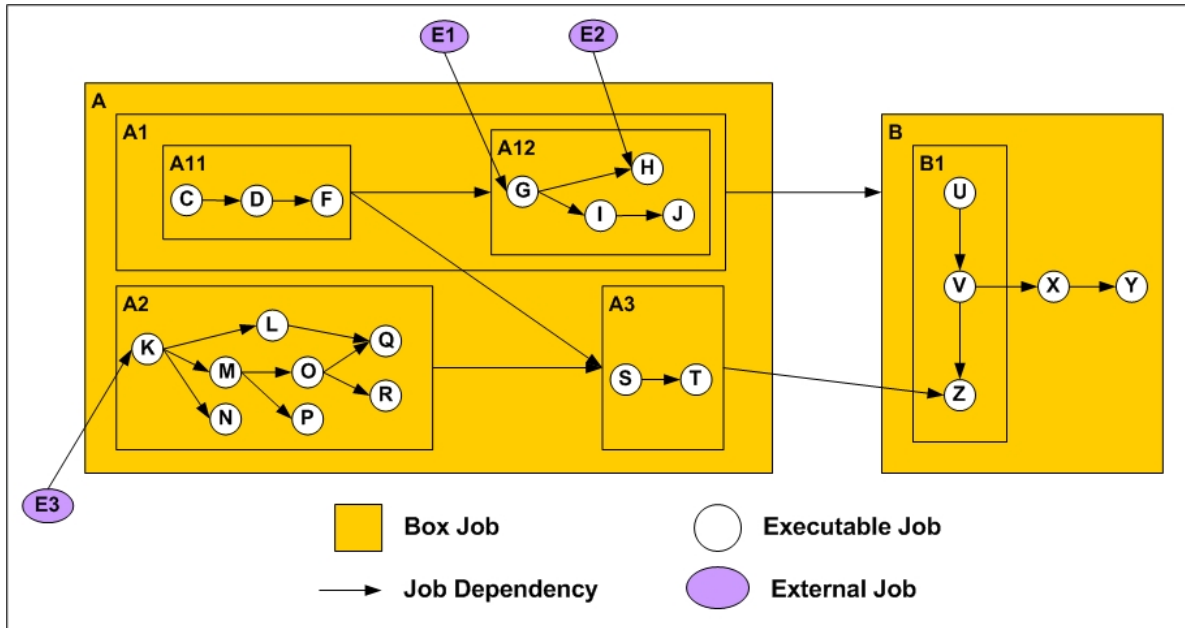 E1
E2
A
A1
A11
C
D
F
A12
G
H
I
J
A2
K
L
M
N
O
P
Q
R
A3
S
T
B
B1
U
V
X
Y
Z
E3
Box Job
Executable Job
Job Dependency
External Job